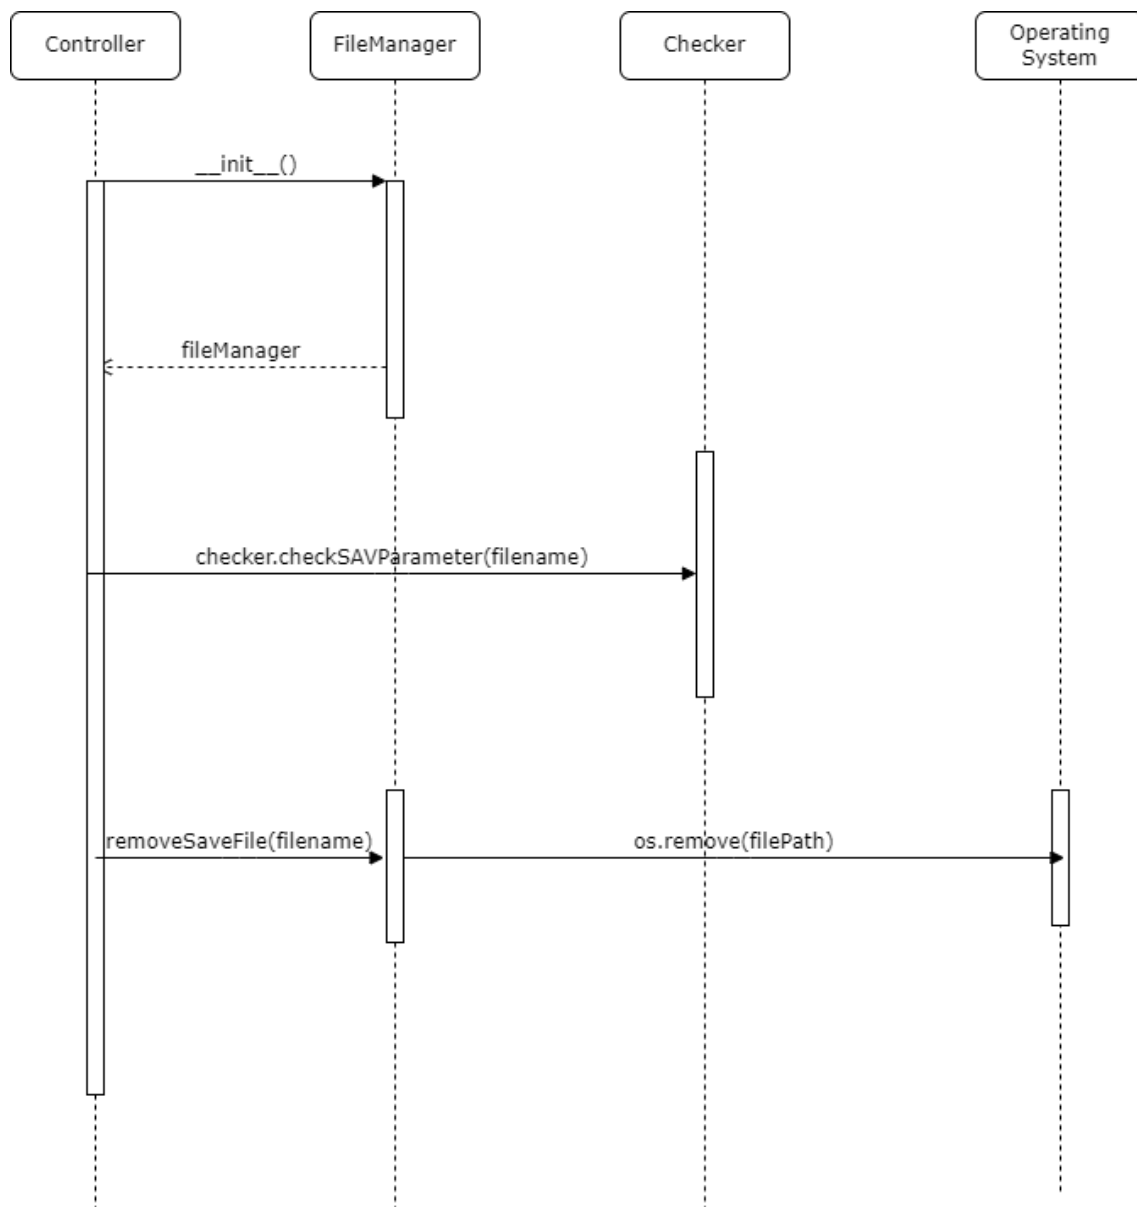 Controller
FileManager
Checker
Operating
System
__init__()
fileManager
checker.checkSAVParameter(filename)
removeSaveFile(filename)
os.remove(filePath)